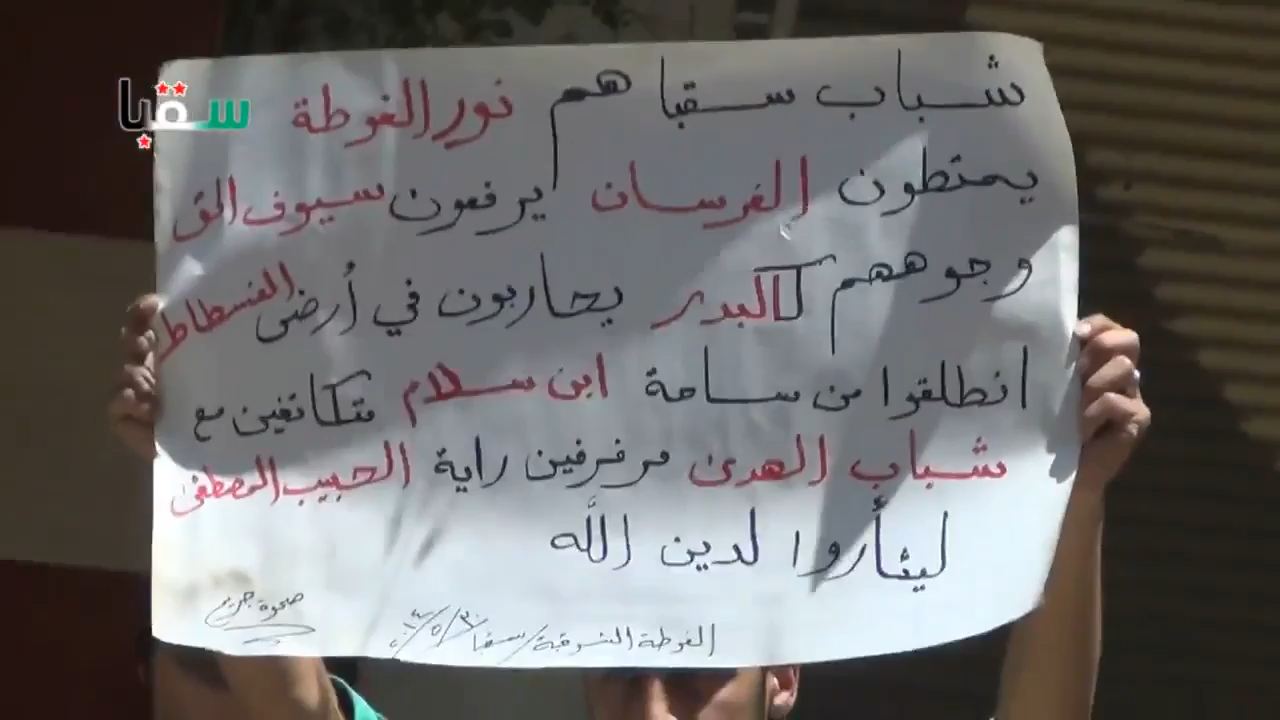 سقبا
شباب سقبا هم نور الغوطة
يمتطون الفرسان يرفعون سيوف الحق
وجوههم كالبدر يحاربون في أرض الفسطاط
انطلقوا من ساحة ابن سلام متكاتفين مع
شباب الهدى مرفرفين راية الحبيب المصطفى
ليثأروا لدين الله
الغوطة الشرقية/سقبا